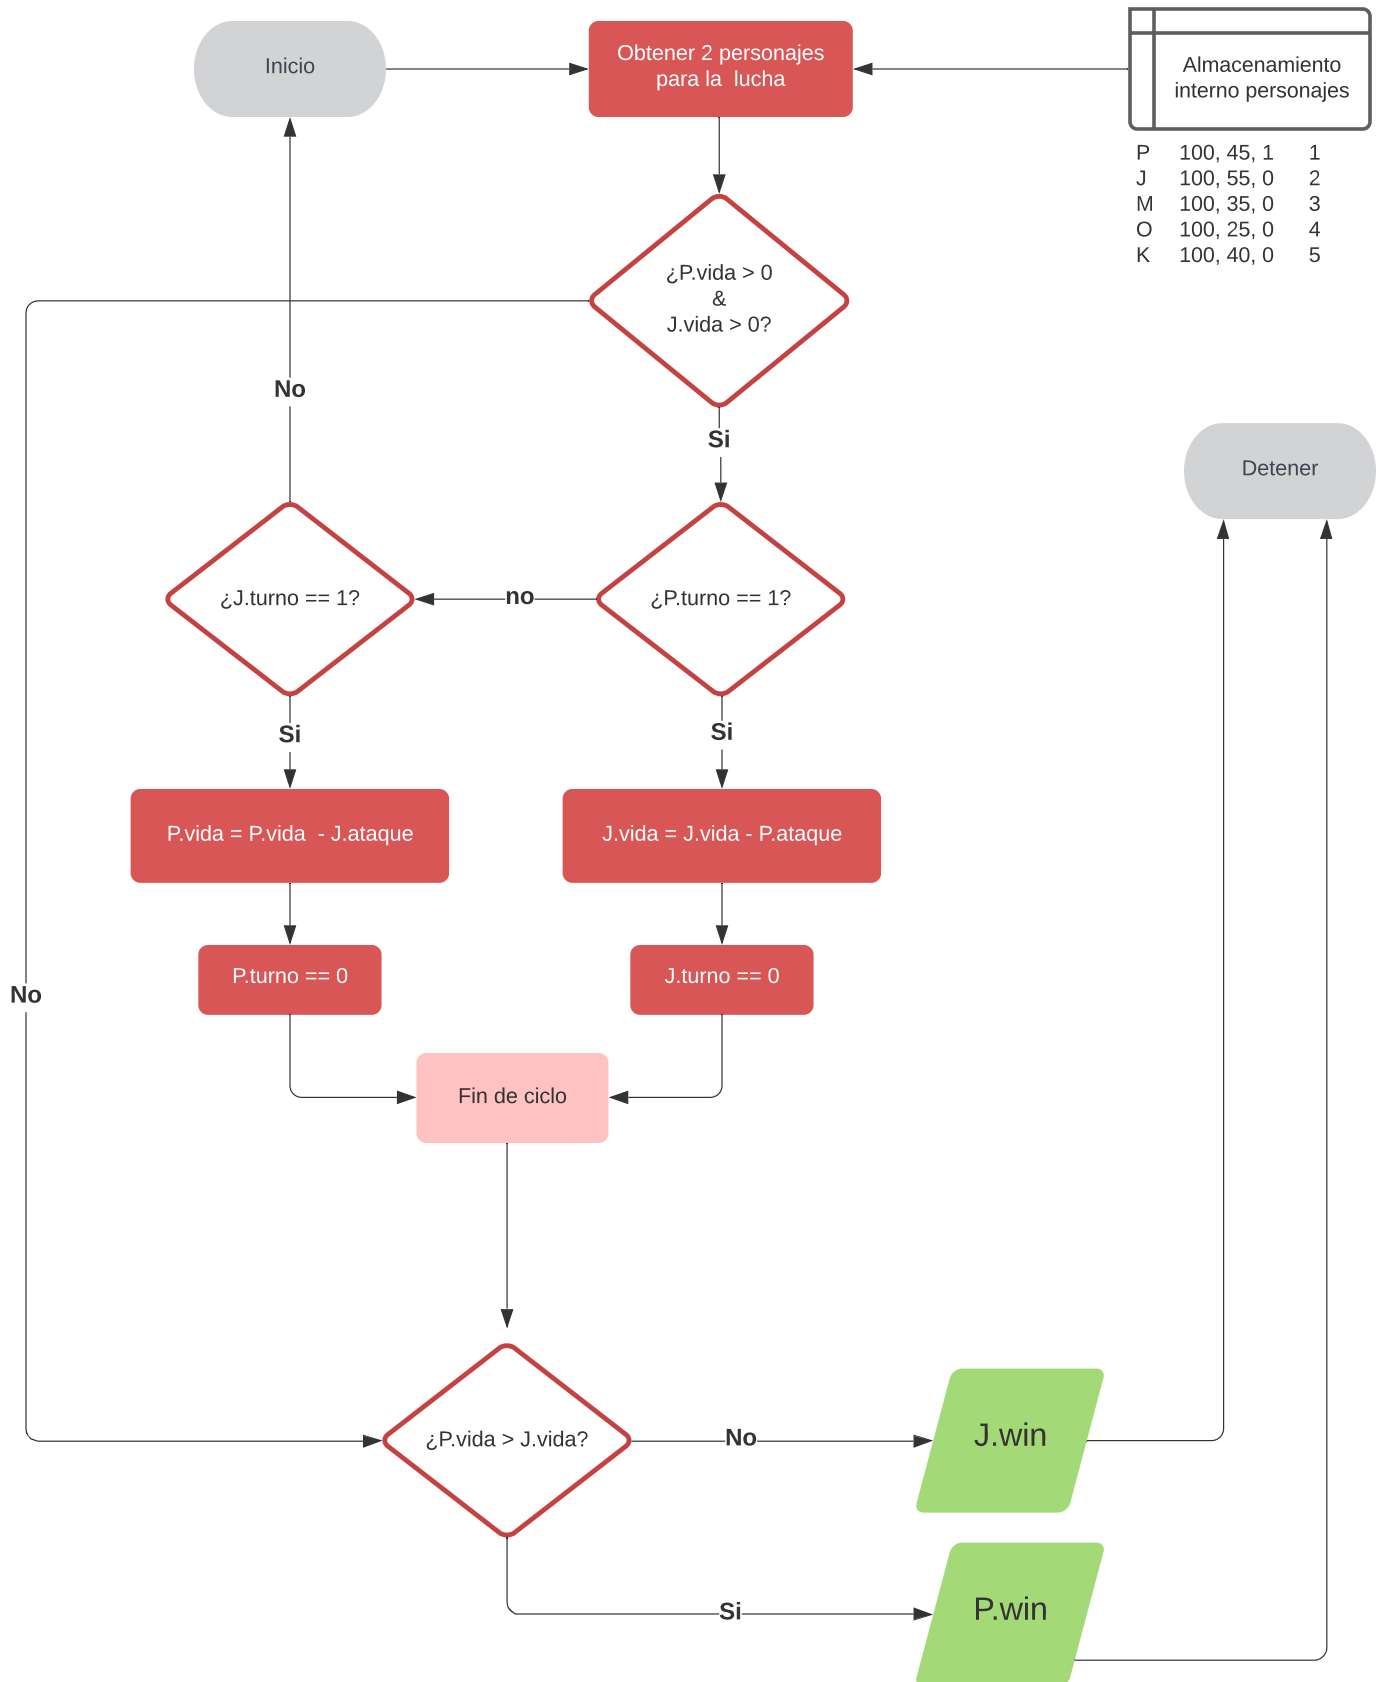 Inicio
Obtener 2 personajes
para la  lucha
Almacenamiento
interno personajes
P 100, 45, 1 1
J 100, 55, 0 2
M 100, 35, 0 3
O 100, 25, 0 4
K 100, 40, 0 5
¿P.vida > 0
&
J.vida > 0?
No
Si
Detener
¿J.turno == 1?
no
¿P.turno == 1?
Si
Si
P.vida = P.vida  - J.ataque
J.vida = J.vida - P.ataque
P.turno == 0
J.turno == 0
No
Fin de ciclo
¿P.vida > J.vida?
No
J.win
Si
P.win